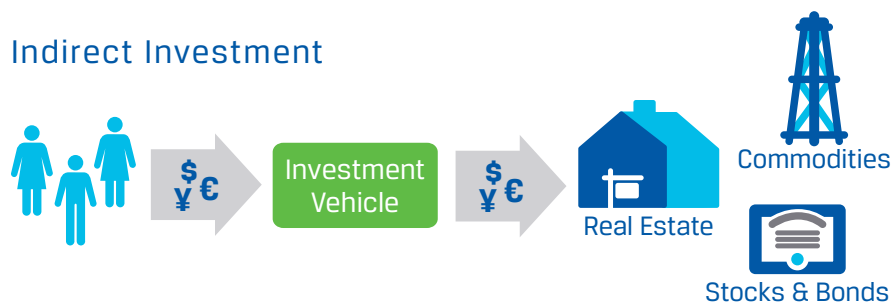 Indirect Investment
$
¥ €
Investment
Vehicle
$
¥ €
Real Estate
Commodities
Stocks & Bonds